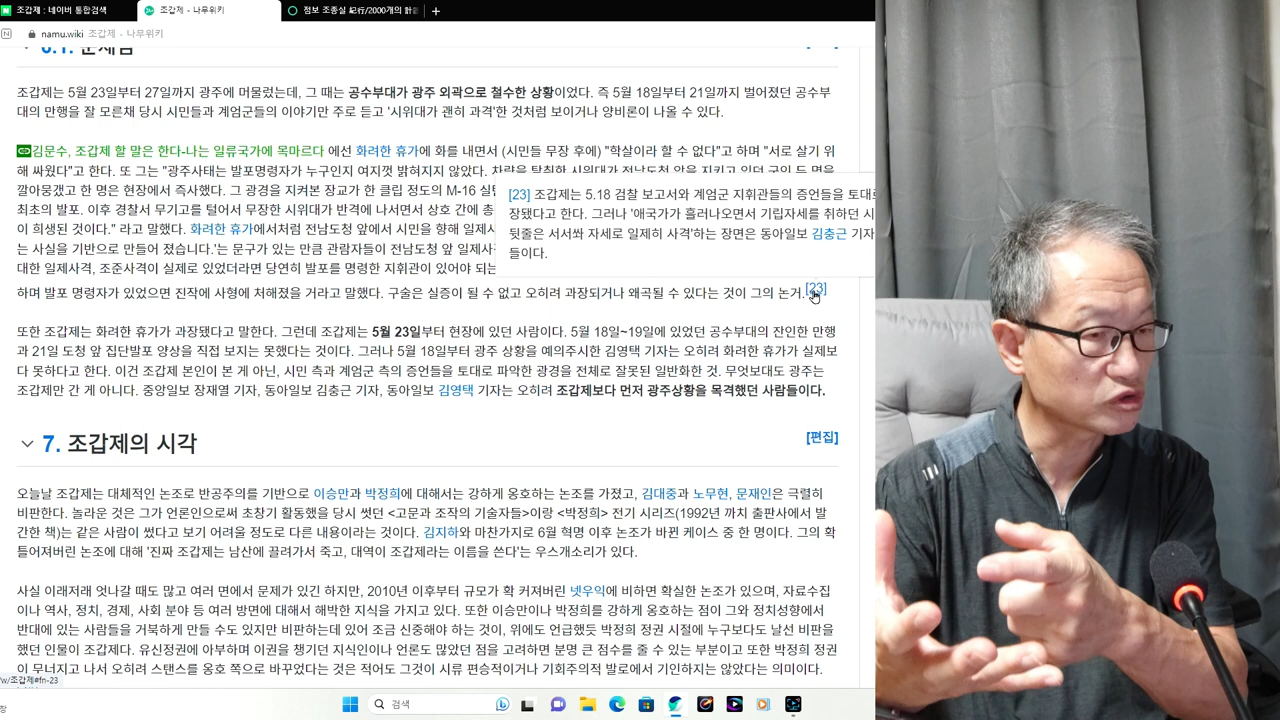 조갑제 : 네이버 통합검색
조갑제 - 나무위키
N
namu.wiki 조갑제 - 나무위키
조갑제는 5월 23일부터 27일까지 광주에 머물렀는데, 그 때는 공수부대가 광주 외곽으로 철수한 상황이었다. 즉 5월 18일부터 21일까지 벌어졌던 공수부
대의 만행을 잘 모른채 당시 시민들과 계엄군들의 이야기만 주로 듣고 '시위대가 괜히 과격'한 것처럼 보이거나 양비론이 나올 수 있다.
김문수, 조갑제 할 말은 한다-나는 일류국가에 목마르다 에선 화려한 휴가에 화를 내면서 (시민들 무장 후에) "학살이라 할 수 없다"고 하며 "서로 살기 위
해 싸웠다"고 한다. 또 그는 "광주사태는 발포명령자가 누구인지 여지껏 밝혀지지 않았다. 차량을 탈취한 시위대가 전남도청 앞을 지키고 있던 군인 두 명을
깔아뭉갰고 한 명은 현장에서 즉사했다. 그 광경을 지켜본 장교가 한 클립 정도의 M-16 실탄
최초의 발포. 이후 경찰서 무기고를 털어서 무장한 시위대가 반격에 나서면서 상호 간에 총
이 희생된 것이다." 라고 말했다. 화려한 휴가에서처럼 전남도청 앞에서 시민을 향해 일제사
는 사실을 기반으로 만들어 졌습니다.'는 문구가 있는 만큼 관람자들이 전남도청 앞 일제사
대한 일제사격, 조준사격이 실제로 있었더라면 당연히 발포를 명령한 지휘관이 있어야 되는
하며 발포 명령자가 있었으면 진작에 사형에 처해졌을 거라고 말했다. 구술은 실증이 될 수 없고 오히려 과장되거나 왜곡될 수 있다는 것이 그의 논거. [23]
[23] 조갑제는 5.18 검찰 보고서와 계엄군 지휘관들의 증언들을 토대로
장됐다고 한다. 그러나 '애국가가 흘러나오면서 기립자세를 취하던 시
뒷줄은 서서쏴 자세로 일제히 사격'하는 장면은 동아일보 김충근 기자
들이다.
또한 조갑제는 화려한 휴가가 과장됐다고 말한다. 그런데 조갑제는 5월 23일부터 현장에 있던 사람이다. 5월 18일~19일에 있었던 공수부대의 잔인한 만행
과 21일 도청 앞 집단발포 양상을 직접 보지는 못했다는 것이다. 그러나 5월 18일부터 광주 상황을 예의주시한 김영택 기자는 오히려 화려한 휴가가 실제보
다 못하다고 한다. 이건 조갑제 본인이 본 게 아닌, 시민 측과 계엄군 측의 증언들을 토대로 파악한 광경을 전체로 잘못된 일반화한 것. 무엇보다도 광주는
조갑제만 간 게 아니다. 중앙일보 장재열 기자, 동아일보 김충근 기자, 동아일보 김영택 기자는 오히려 조갑제보다 먼저 광주상황을 목격했던 사람들이다.
7. 조갑제의 시각
[편집]
오늘날 조갑제는 대체적인 논조로 반공주의를 기반으로 이승만과 박정희에 대해서는 강하게 옹호하는 논조를 가졌고, 김대중과 노무현, 문재인은 극렬히
비판한다. 놀라운 것은 그가 언론인으로써 초창기 활동했을 당시 썻던 <고문과 조작의 기술자들>이랑 <박정희> 전기 시리즈(1992년 까치 출판사에서 발
간한 책)는 같은 사람이 썼다고 보기 어려울 정도로 다른 내용이라는 것이다. 김지하와 마찬가지로 6월 혁명 이후 논조가 바뀐 케이스 중 한 명이다. 그의 확
틀어져버린 논조에 대해 '진짜 조갑제는 남산에 끌려가서 죽고, 대역이 조갑제라는 이름을 쓴다'는 우스개소리가 있다.
사실 이래저래 엇나갈 때도 많고 여러 면에서 문제가 있긴 하지만, 2010년 이후부터 규모가 확 커져버린 넷우익에 비하면 확실한 논조가 있으며, 자료수집
이나 역사, 정치, 경제, 사회 분야 등 여러 방면에 대해서 해박한 지식을 가지고 있다. 또한 이승만이나 박정희를 강하게 옹호하는 점이 그와 정치성향에서
반대에 있는 사람들을 거북하게 만들 수도 있지만 비판하는데 있어 조금 신중해야 하는 것이, 위에도 언급했듯 박정희 정권 시절에 누구보다도 날선 비판을
했던 인물이 조갑제다. 유신정권에 아부하며 이권을 챙기던 지식인이나 언론도 많았던 점을 고려하면 분명 큰 점수를 줄 수 있는 부분이고 또한 박정희 정권
이 무너지고 나서 오히려 스탠스를 옹호 쪽으로 바꾸었다는 것은 적어도 그것이 시류 편승적이거나 기회주의적 발로에서 기인하지는 않았다는 의미이다.
/w/조갑제#fn-23
검색